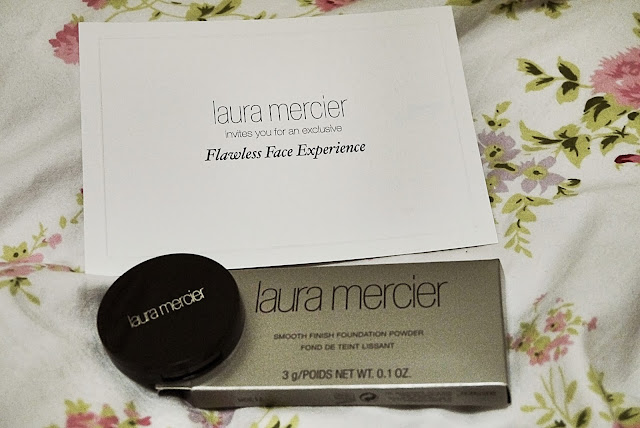 laura mercier
invites you for an exclusive
Flawless Face Experience
laura mercier
laura mercier
SMOOTH FINISH FOUNDATION POWDER
FOND DE TEINT LISSANT
3 g/POIDS NET WT. 0.1 OZ.